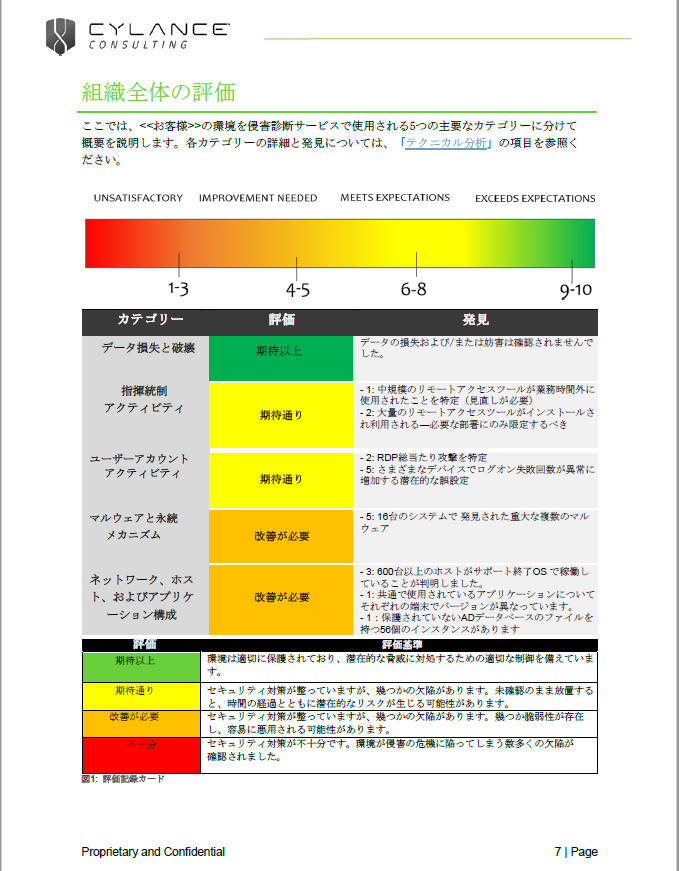 CYLANCE
CONSULTING
組織全体の評価
ここでは、<<お客様>>の環境を侵害診断サービスで使用される5つの主要なカテゴリーに分けて
概要を説明します。各カテゴリーの詳細と発見については、「テクニカル分析」の項目を参照く
ださい。
UNSATISFACTORY IMPROVEMENT NEEDED MEETS EXPECTATIONS EXCEEDS EXPECTATIONS
1-3 4-5 6-8 9-10
カテゴリー 評価 発見
データ損失と破壊
期待以上
データの損失および/または妨害は確認されませんで
した。
指揮統制
アクティビティ
期待通り
- 1: 中規模のリモートアクセスツールが業務時間外に
使用されたことを特定（見直しが必要）
- 2: 大量のリモートアクセスツールがインストールさ
れ利用される—必要な部署にのみ限定するべき
ユーザーアカウント
アクティビティ
期待通り
- 2: RDP総当たり攻撃を特定
- 5: さまざまなデバイスでログオン失敗回数が異常に
増加する潜在的な誤設定
マルウェアと永続
メカニズム
改善が必要
- 5: 16台のシステムで 発見された重大な複数のマル
ウェア
ネットワーク、ホス
ト、およびアプリケ
ーション構成
改善が必要
- 3: 600台以上のホストがサポート終了OS で稼働し
ていることが判明しました。
- 1: 共通で使用されているアプリケーションについて
それぞれの端末でバージョンが異なっています。
- 1 : 保護されていないADデータベースのファイルを
持つ56個のインスタンスがあります
評価 評価基準
期待以上
環境は適切に保護されており、潜在的な脅威に対処するための適切な制御を備えていま
す。
期待通り
セキュリティ対策が整っていますが、幾つかの欠陥があります。未確認のまま放置する
と、時間の経過とともに潜在的なリスクが生じる可能性があります。
改善が必要
セキュリティ対策が整っていますが、幾つかの欠陥があります。幾つか脆弱性が存在
し、容易に悪用される可能性があります。
不十分
セキュリティ対策が不十分です。環境が侵害の危機に陥ってしまう数多くの欠陥が
確認されました。
図1: 評価記録カード
Proprietary and Confidential 7 | Page